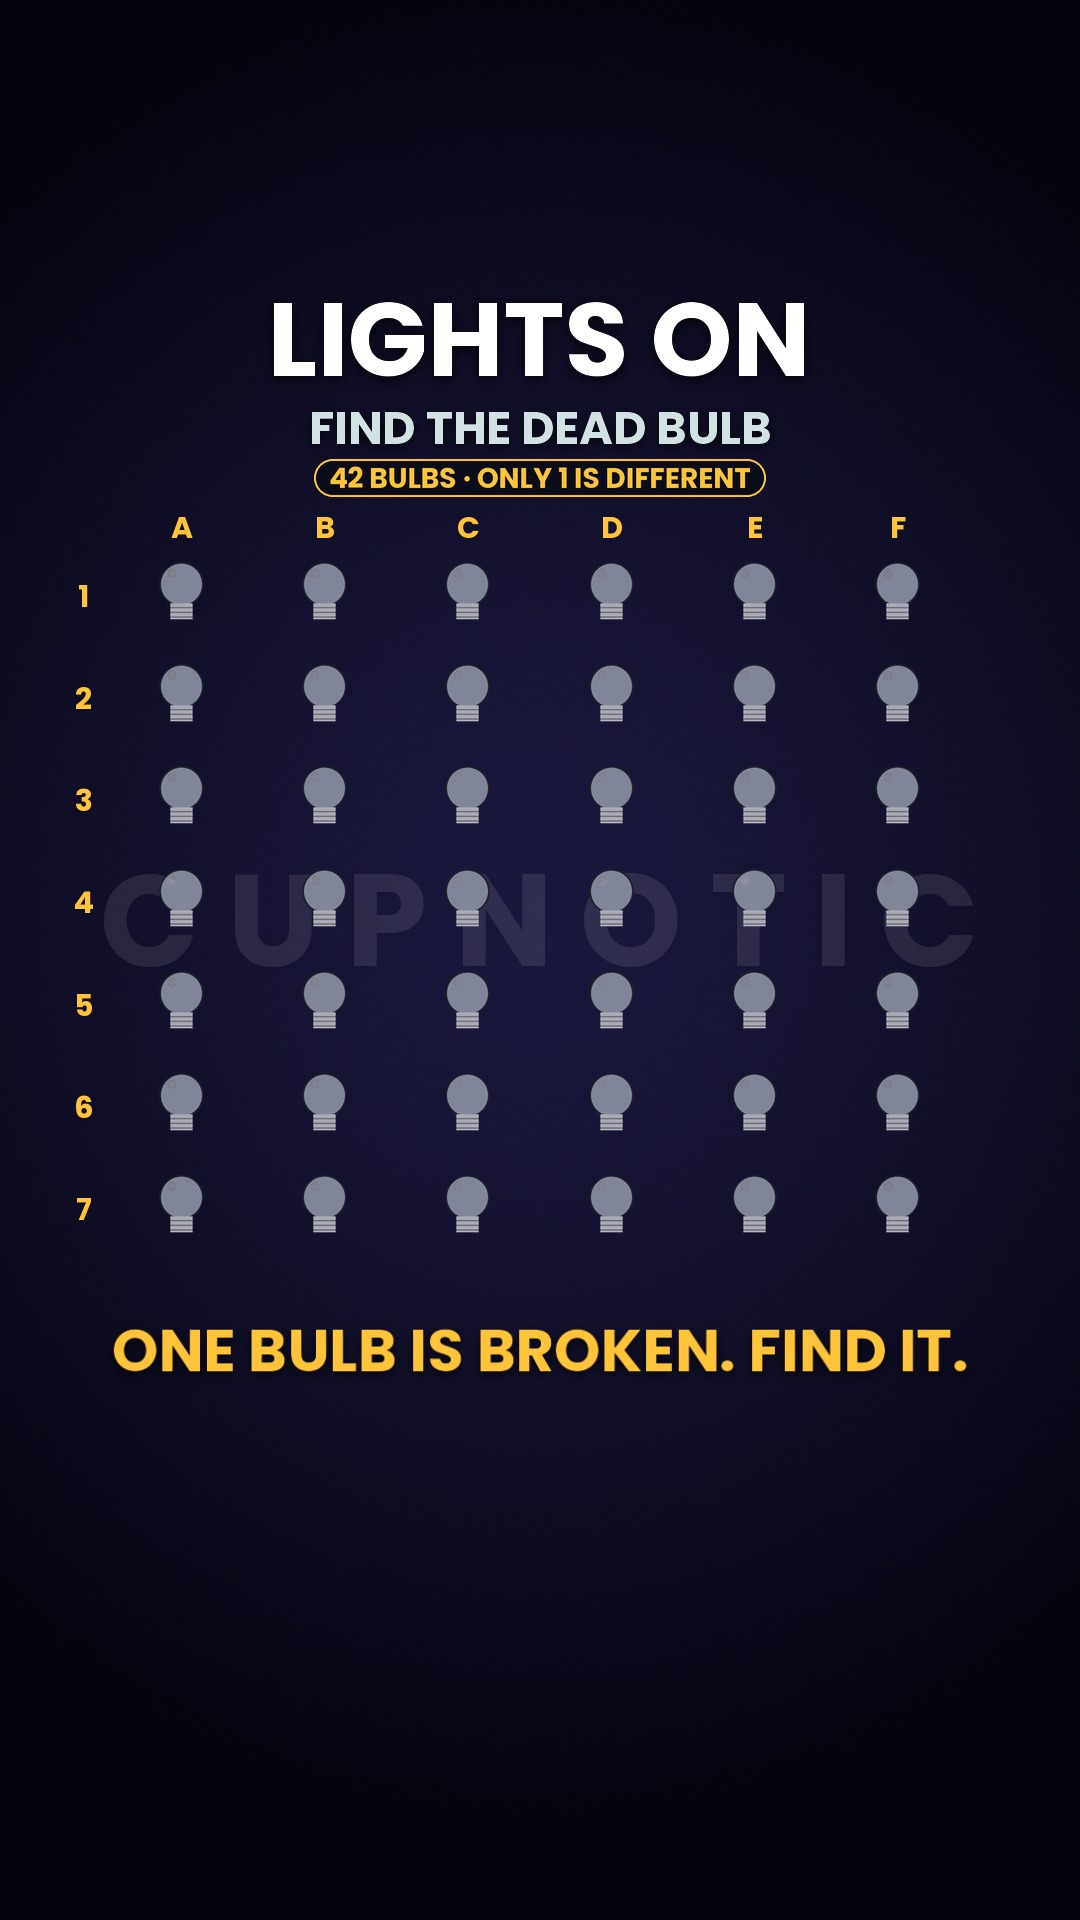 LIGHTS ON
FIND THE DEAD BULB
42 BULBS · ONLY 1 IS DIFFERENT
A B C D E F
1
2
3
4
CUPNOTIC
5
6
7
ONE BULB IS BROKEN. FIND IT.